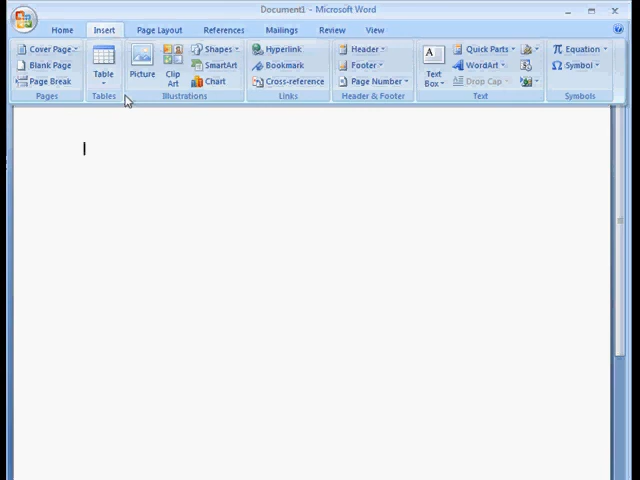 Document1 - Microsoft Word
Home Insert Page Layout References Mailings Review View
Cover Page
Blank Page
Page Break
Pages
Table
Tables
Picture
Clip
Art
Shapes
SmartArt
Chart
Illustrations
Hyperlink
Bookmark
Cross-reference
Links
Header
Footer
Page Number
Header & Footer
Text
Box
Quick Parts
WordArt
Drop Cap
Text
Equation
Symbol
Symbols